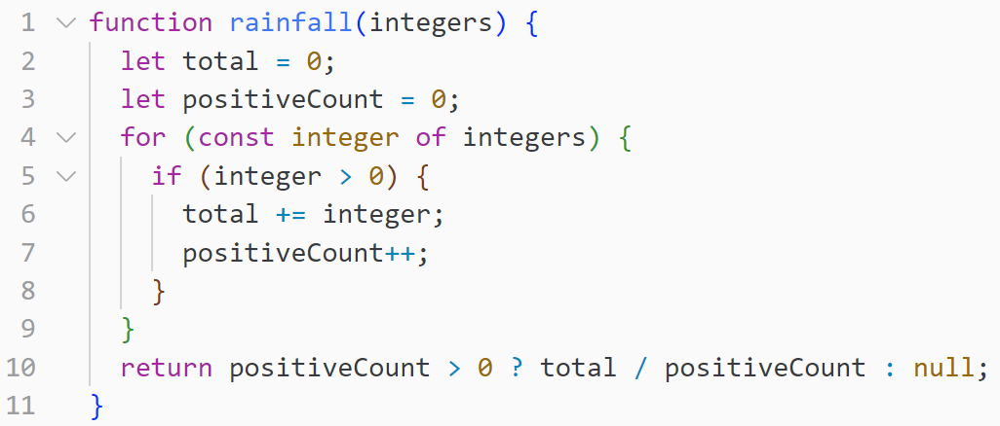 1 function rainfall(integers) {
2 let total = 0;
3 let positiveCount = 0;
4 for (const integer of integers) {
5 if (integer > 0) {
6 total += integer;
7 positiveCount++;
8 }
9 }
10 return positiveCount > 0 ? total / positiveCount : null;
11 }